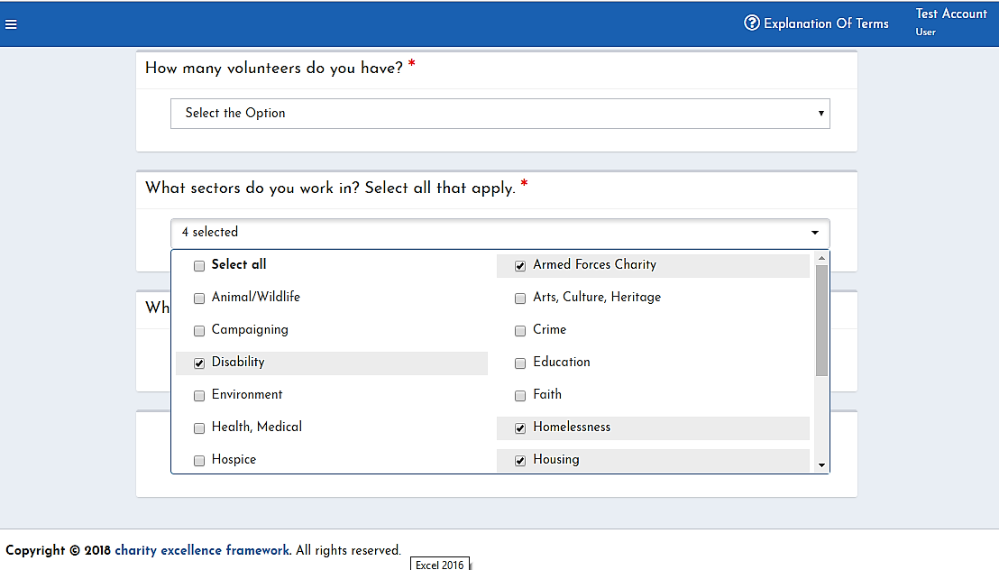 Explanation Of Terms
Test Account
User
How many volunteers do you have? *
Select the Option
What sectors do you work in? Select all that apply. *
4 selected
Select all
Armed Forces Charity
Animal/Wildlife
Arts, Culture, Heritage
Campaigning
Crime
Disability
Education
Environment
Faith
Health, Medical
Homelessness
Hospice
Housing
Wh
Copyright © 2018 charity excellence framework. All rights reserved.
Excel 2016